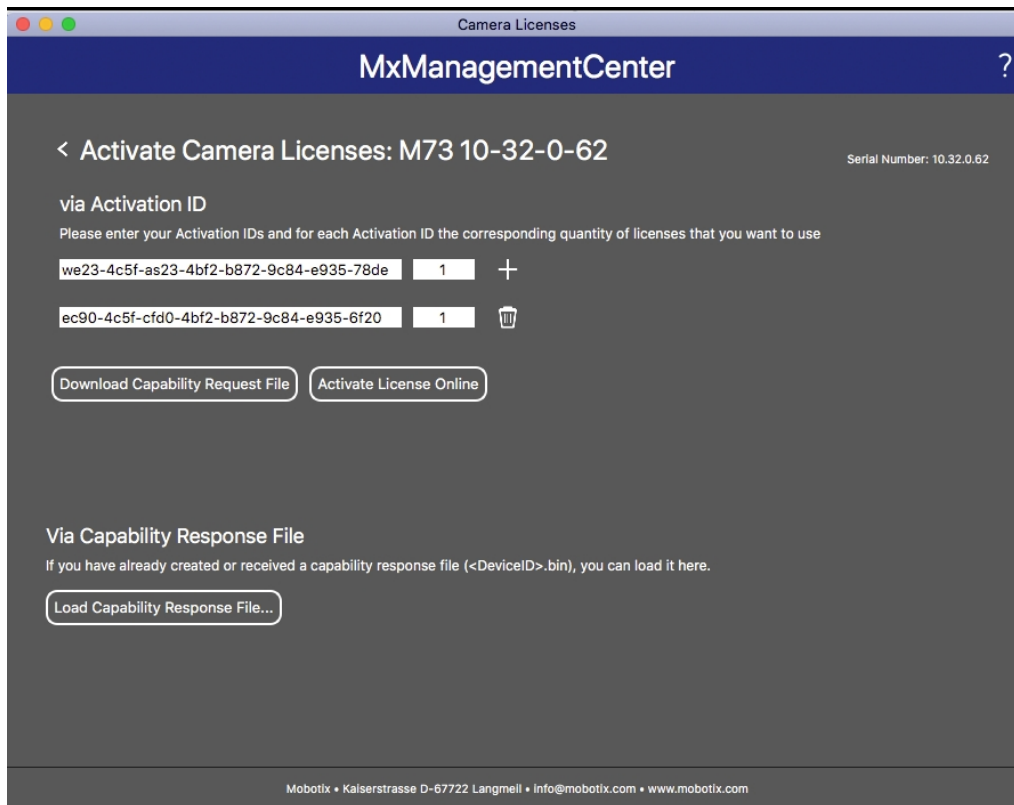 Camera Licenses
MxManagementCenter
?
< Activate Camera Licenses: M73 10-32-0-62
Serial Number: 10.32.0.62
via Activation ID
Please enter your Activation IDs and for each Activation ID the corresponding quantity of licenses that you want to use
we23-4c5f-as23-4bf2-b872-9c84-e935-78de 1 +
ec90-4c5f-cfd0-4bf2-b872-9c84-e935-6f20 1
Download Capability Request File Activate License Online
Via Capability Response File
If you have already created or received a capability response file (<DeviceID>.bin), you can load it here.
Load Capability Response File...
Mobotix • Kaiserstrasse D-67722 Langmeil • info@mobotix.com • www.mobotix.com